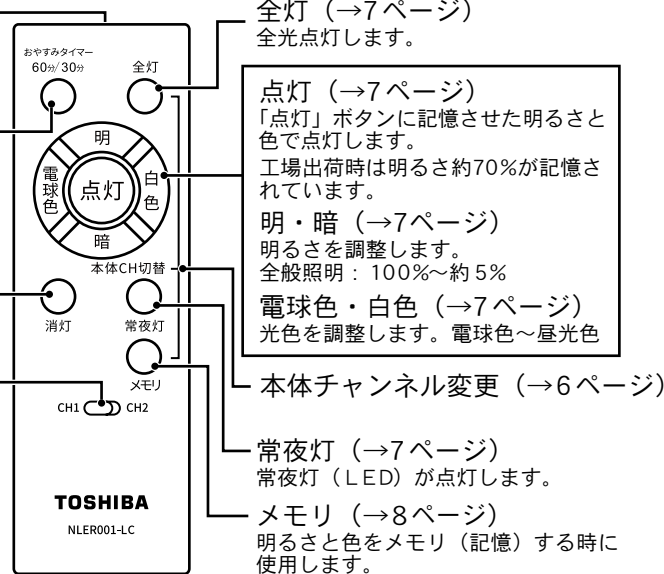 おやすみタイマー
60分/30分
全灯
明
電球色
点灯
白色
暗
本体CH切替
消灯
常夜灯
メモリ
CH1
CH2
TOSHIBA
NLER001-LC
全灯（→7ページ）
全光点灯します。
点灯（→7ページ）
「点灯」ボタンに記憶させた明るさと
色で点灯します。
工場出荷時は明るさ約70%が記憶さ
れています。
明・暗（→7ページ）
明るさを調整します。
全般照明：100%～約5%
電球色・白色（→7ページ）
光色を調整します。電球色～昼光色
本体チャンネル変更（→6ページ）
常夜灯（→7ページ）
常夜灯（LED）が点灯します。
メモリ（→8ページ）
明るさと色をメモリ（記憶）する時に
使用します。